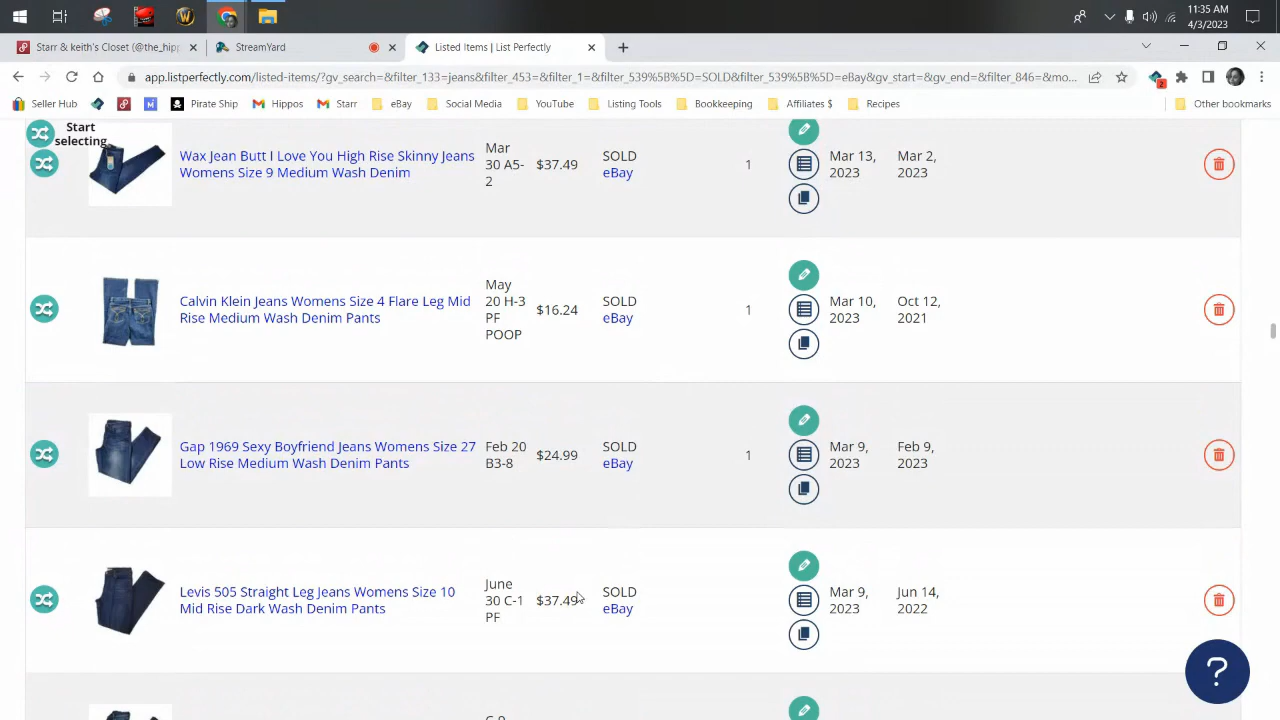 11:35 AM
4/3/2023
Starr & keith's Closet (@the_hipp
StreamYard
Listed Items | List Perfectly
app.listperfectly.com/listed-items/?gv_search=&filter_133=jeans&filter_453=&filter_1=&filter_539%5B%5D=SOLD&filter_539%5B%5D=eBay&gv_start=&gv_end=&filter_846=&mo...
2
Seller Hub
Pirate Ship
Hippos
Starr
eBay
Social Media
YouTube
Listing Tools
Bookkeeping
Affiliates $
Recipes
Other bookmarks
Start
selecting
Wax Jean Butt I Love You High Rise Skinny Jeans
Womens Size 9 Medium Wash Denim
Mar
30 A5-
2
$37.49
SOLD
eBay
1
Mar 13,
2023
Mar 2,
2023
Calvin Klein Jeans Womens Size 4 Flare Leg Mid
Rise Medium Wash Denim Pants
May
20 H-3
PF
POOP
$16.24
SOLD
eBay
1
Mar 10,
2023
Oct 12,
2021
Gap 1969 Sexy Boyfriend Jeans Womens Size 27
Low Rise Medium Wash Denim Pants
Feb 20
B3-8
$24.99
SOLD
eBay
1
Mar 9,
2023
Feb 9,
2023
Levis 505 Straight Leg Jeans Womens Size 10
Mid Rise Dark Wash Denim Pants
June
30 C-1
PF
$37.49
SOLD
eBay
Mar 9,
2023
Jun 14,
2022
?